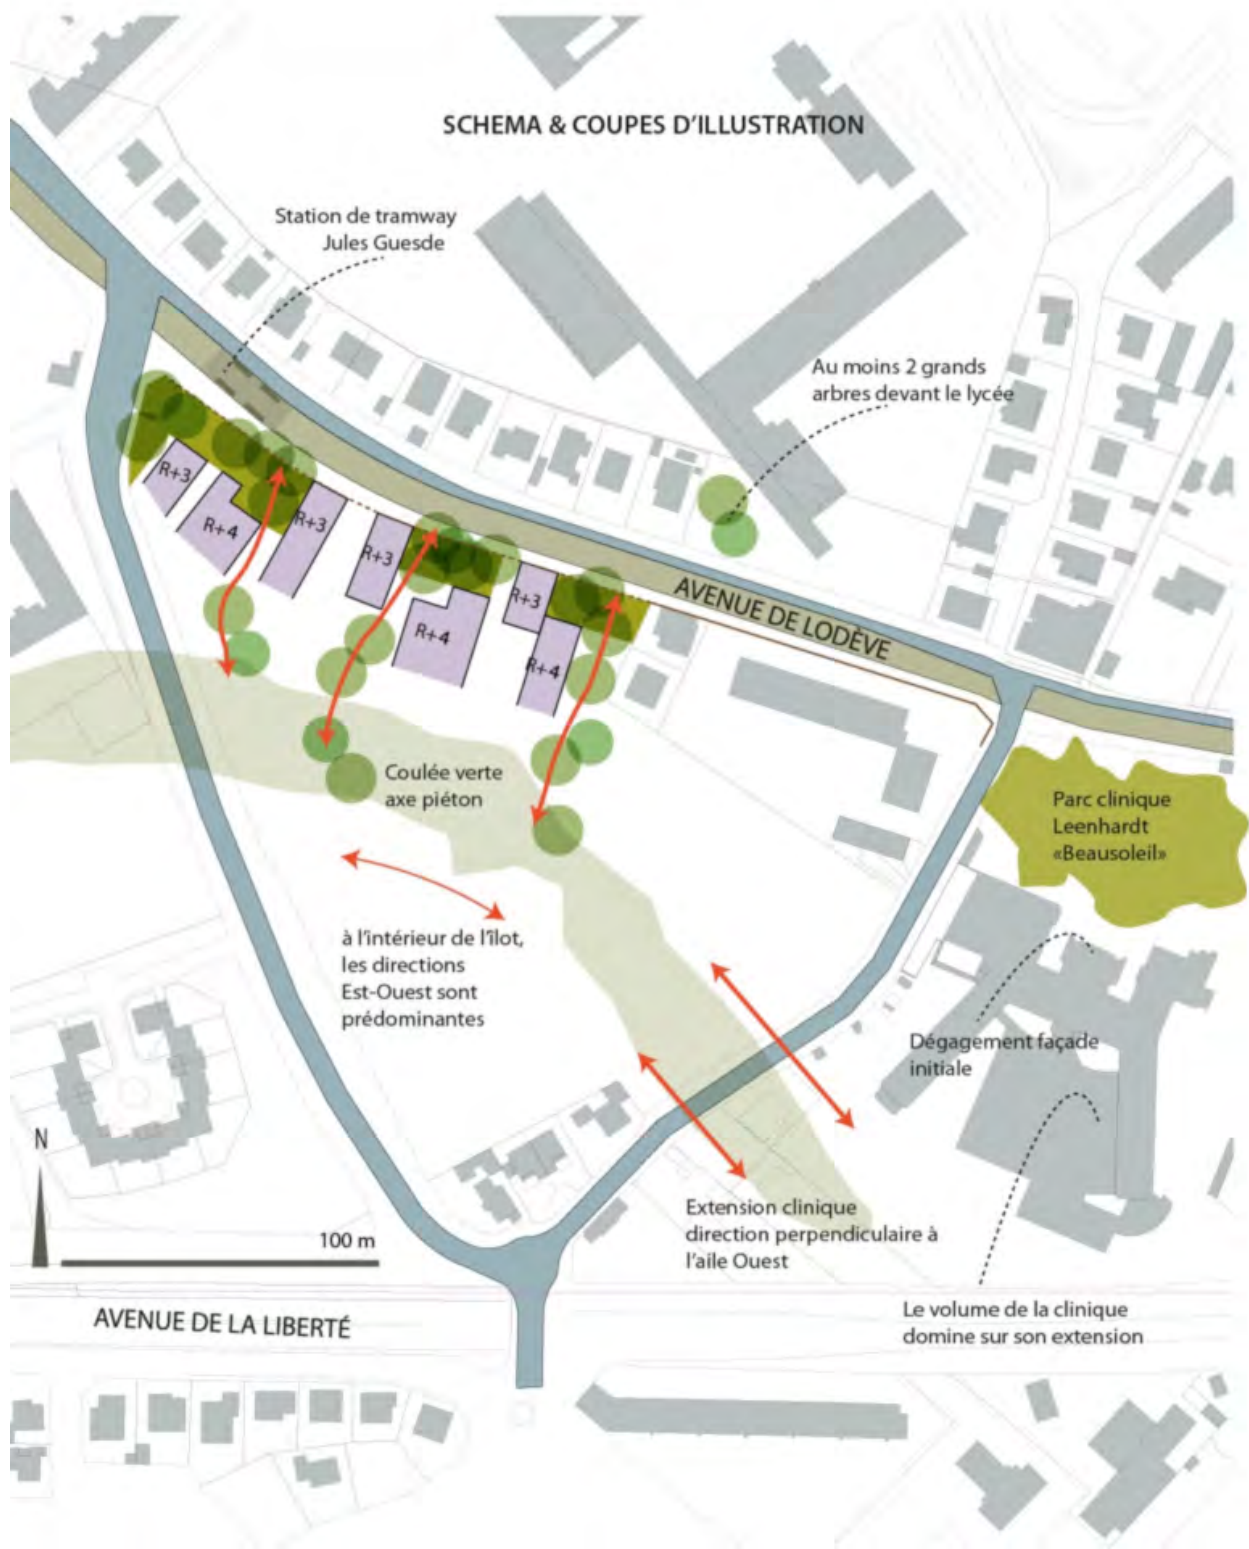 SCHEMA & COUPES D'ILLUSTRATION
Station de tramway
Jules Guesde
Au moins 2 grands
arbres devant le lycée
R+3
R+4
R+3
R+3
R+4
R+3
R+4
AVENUE DE LODÈVE
Coulée verte
axe piéton
Parc clinique
Leenhardt
«Beausoleil»
à l'intérieur de l'îlot,
les directions
Est-Ouest sont
prédominantes
Dégagement façade
initiale
N
100 m
Extension clinique
direction perpendiculaire à
l'aile Ouest
Le volume de la clinique
domine sur son extension
AVENUE DE LA LIBERTÉ